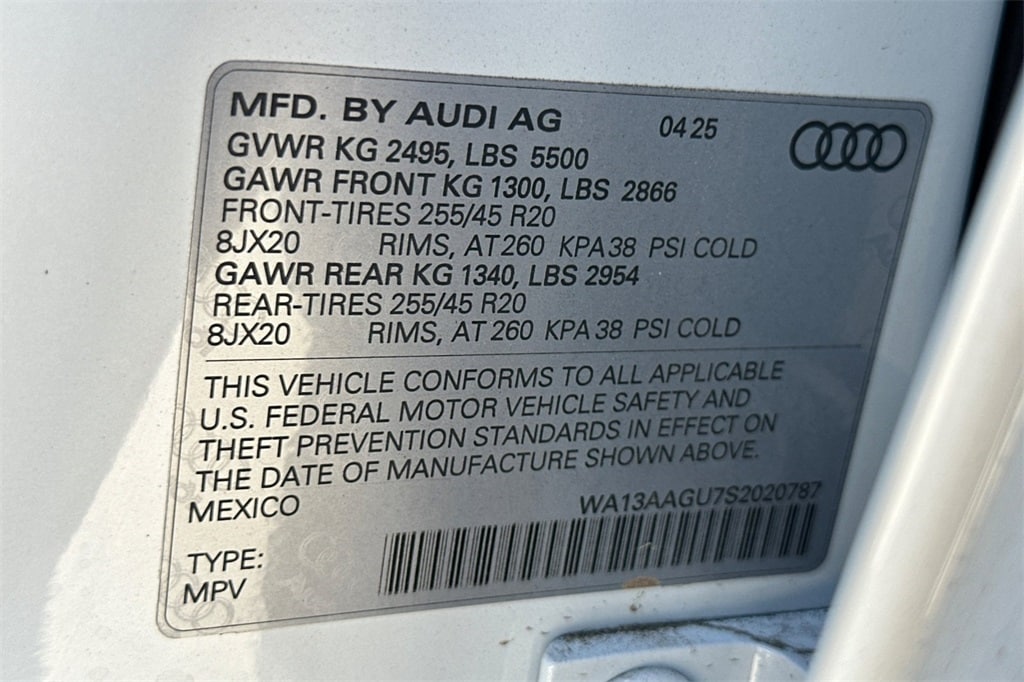 MFD. BY AUDI AG 04 25
GVWR KG 2495, LBS 5500
GAWR FRONT KG 1300, LBS 2866
FRONT-TIRES 255/45 R20
8JX20 RIMS, AT 260 KPA 38 PSI COLD
GAWR REAR KG 1340, LBS 2954
REAR-TIRES 255/45 R20
8JX20 RIMS, AT 260 KPA 38 PSI COLD
THIS VEHICLE CONFORMS TO ALL APPLICABLE
U.S. FEDERAL MOTOR VEHICLE SAFETY AND
THEFT PREVENTION STANDARDS IN EFFECT ON
THE DATE OF MANUFACTURE SHOWN ABOVE.
MEXICO WA13AAGU7S2020787
TYPE:
MPV